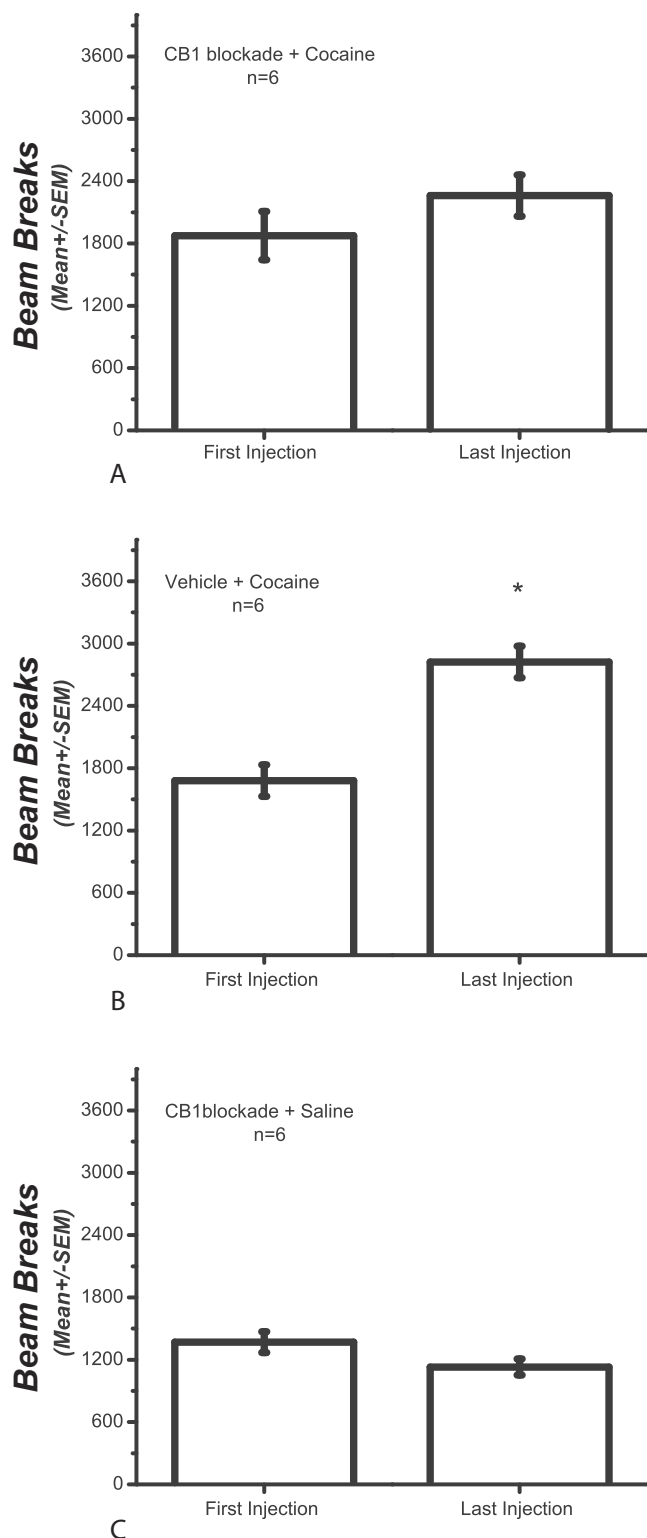 CB1 blockade + Cocaine
n=6
Beam Breaks
(Mean+/-SEM)
3600
3000
2400
1800
1200
600
0
First Injection Last Injection
A
Vehicle + Cocaine
n=6
*
Beam Breaks
(Mean+/-SEM)
3600
3000
2400
1800
1200
600
0
First Injection Last Injection
B
CB1blockade + Saline
n=6
Beam Breaks
(Mean+/-SEM)
3600
3000
2400
1800
1200
600
0
First Injection Last Injection
C